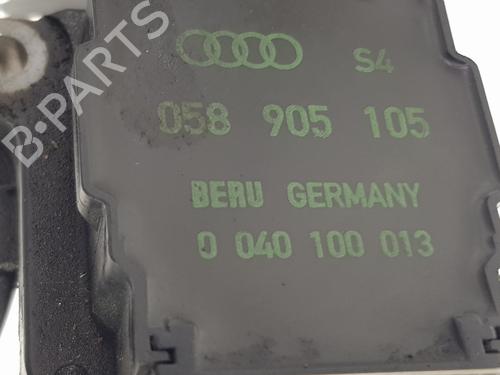 S4
058 905 105
BERU GERMANY
0 040 100 013
B-PARTS